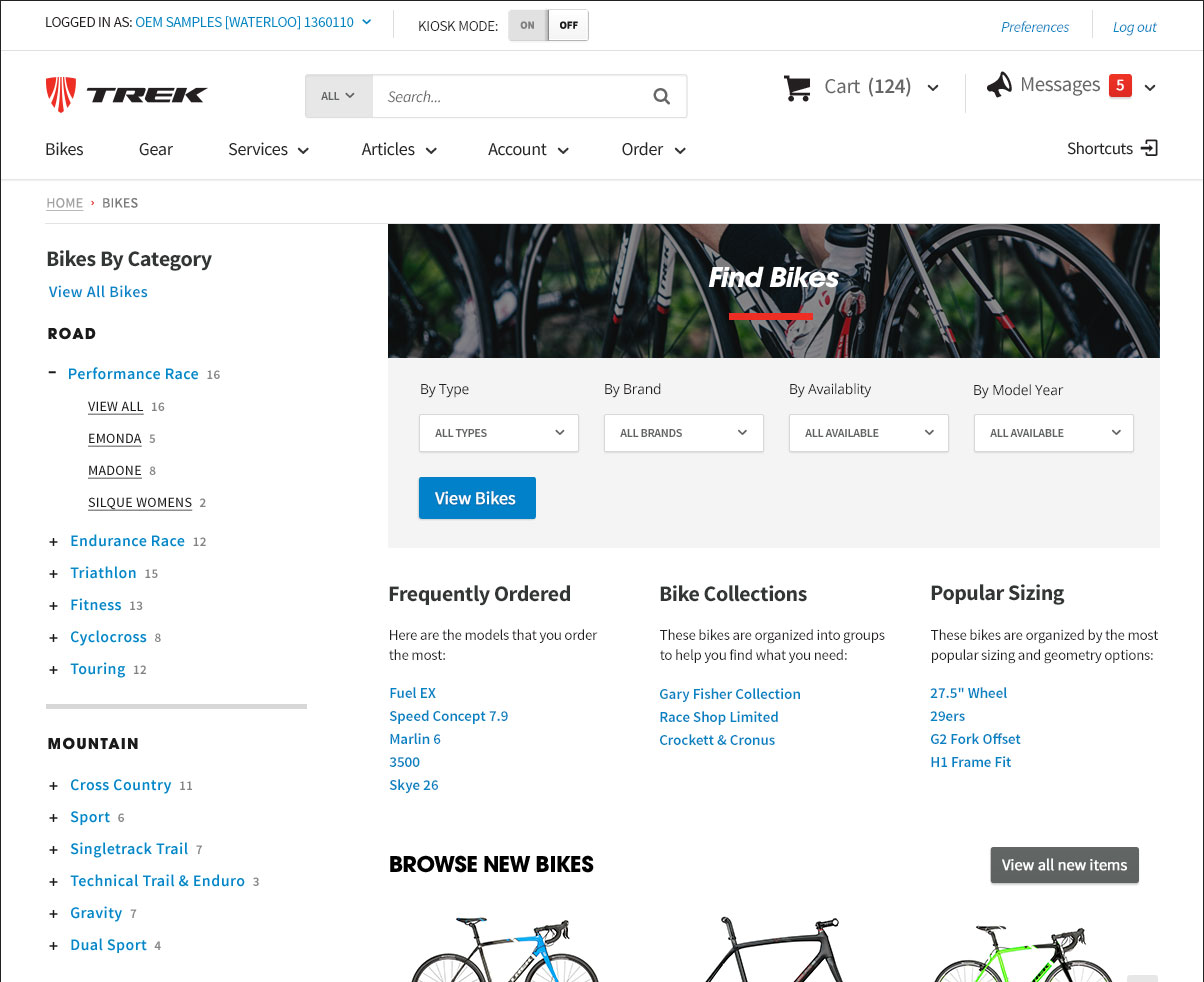 LOGGED IN AS: OEM SAMPLES [WATERLOO] 1360110
KIOSK MODE: ON OFF
Preferences
Log out
TREK
ALL
Search...
Cart (124)
Messages 5
Bikes
Gear
Services
Articles
Account
Order
Shortcuts
HOME › BIKES
Bikes By Category
View All Bikes
ROAD
- Performance Race 16
VIEW ALL 16
EMONDA 5
MADONE 8
SILQUE WOMENS 2
+ Endurance Race 12
+ Triathlon 15
+ Fitness 13
+ Cyclocross 8
+ Touring 12
MOUNTAIN
+ Cross Country 11
+ Sport 6
+ Singletrack Trail 7
+ Technical Trail & Enduro 3
+ Gravity 7
+ Dual Sport 4
Find Bikes
By Type
ALL TYPES
By Brand
ALL BRANDS
By Availablity
ALL AVAILABLE
By Model Year
ALL AVAILABLE
View Bikes
Frequently Ordered
Here are the models that you order
the most:
Fuel EX
Speed Concept 7.9
Marlin 6
3500
Skye 26
Bike Collections
These bikes are organized into groups
to help you find what you need:
Gary Fisher Collection
Race Shop Limited
Crockett & Cronus
Popular Sizing
These bikes are organized by the most
popular sizing and geometry options:
27.5" Wheel
29ers
G2 Fork Offset
H1 Frame Fit
BROWSE NEW BIKES
View all new items